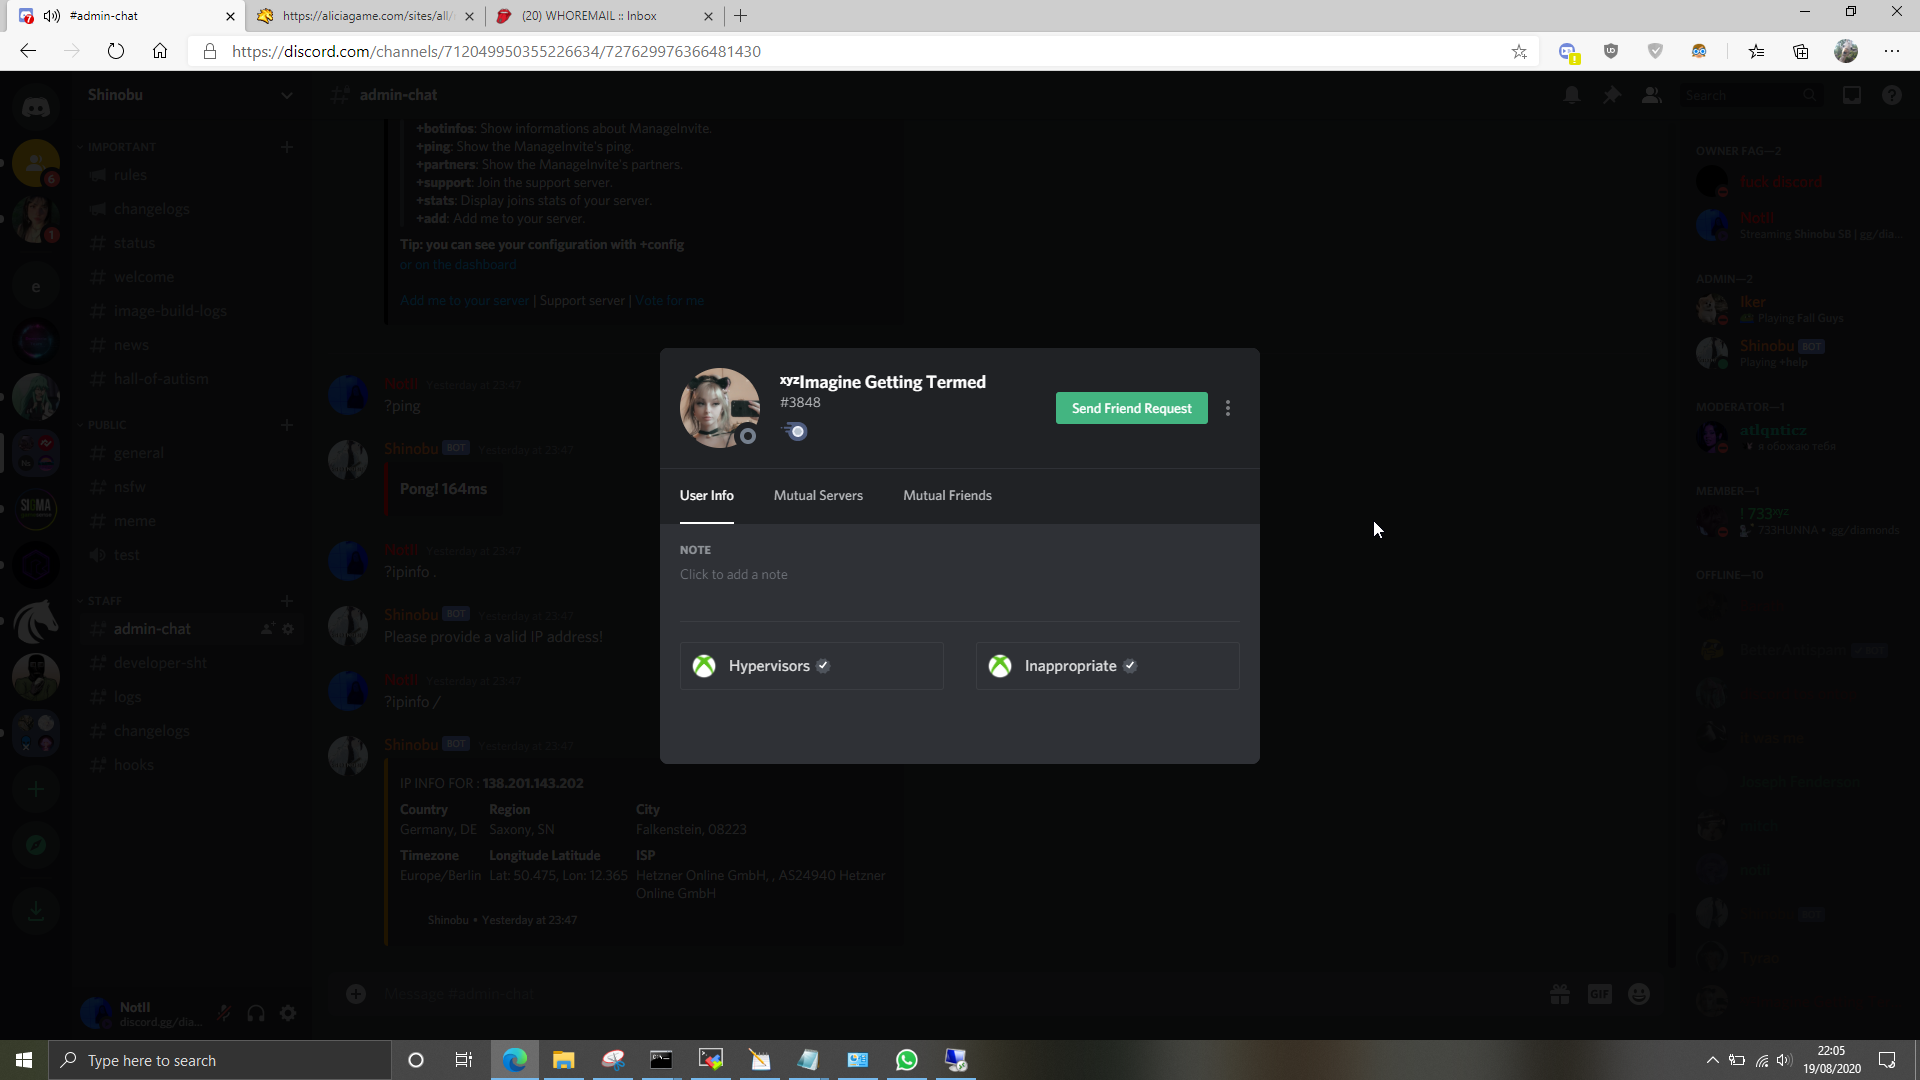 #admin-chat
https://aliciagame.com/sites/all/
(20) WHOREMAIL :: Inbox
https://discord.com/channels/712049950355226634/727629976366481430
Shinobu
admin-chat
Search
IMPORTANT
rules
changelogs
status
welcome
image-build-logs
news
hall-of-autism
PUBLIC
general
nsfw
meme
test
STAFF
admin-chat
developer-sht
logs
changelogs
hooks
NotII
discord.gg/dia...
e
SIGMA
6
1
+botinfos: Show informations about ManageInvite.
+ping: Show the ManageInvite's ping.
+partners: Show the ManageInvite's partners.
+support: Join the support server.
+stats: Display joins stats of your server.
+add: Add me to your server.
Tip: you can see your configuration with +config
or on the dashboard
Add me to your server | Support server | Vote for me
NotII Yesterday at 23:47
?ping
Shinobu BOT Yesterday at 23:47
Pong! 164ms
NotII Yesterday at 23:47
?ipinfo .
Shinobu BOT Yesterday at 23:47
Please provide a valid IP address!
NotII Yesterday at 23:47
?ipinfo /
Shinobu BOT Yesterday at 23:47
IP INFO FOR : 138.201.143.202
Country Region City
Germany, DE Saxony, SN Falkenstein, 08223
Timezone Longitude Latitude ISP
Europe/Berlin Lat: 50.475, Lon: 12.365 Hetzner Online GmbH, , AS24940 Hetzner
Online GmbH
Shinobu • Yesterday at 23:47
Message #admin-chat
GIF
xyzImagine Getting Termed
#3848
Send Friend Request
User Info Mutual Servers Mutual Friends
NOTE
Click to add a note
Hypervisors
Inappropriate
OWNER FAG—2
fuck discord
NotII
Streaming Shinobu SB | gg/dia...
ADMIN—2
Iker
Playing Fall Guys
Shinobu BOT
Playing +help
MODERATOR—1
atlqnticz
я обожаю тебя
MEMBER—1
! 733xyz
733HUNNA • gg/diamonds
OFFLINE—10
Type here to search
22:05
19/08/2020